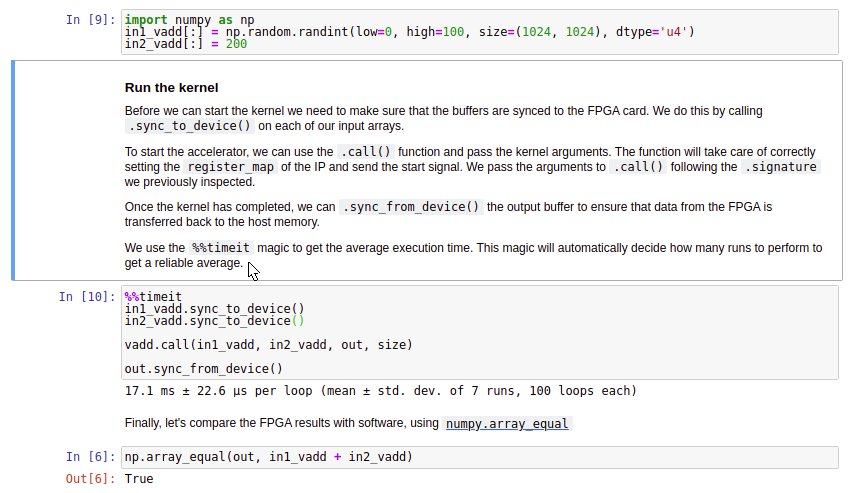 In [9]: import numpy as np
in1_vadd[:] = np.random.randint(low=0, high=100, size=(1024, 1024), dtype='u4')
in2_vadd[:] = 200
Run the kernel
Before we can start the kernel we need to make sure that the buffers are synced to the FPGA card. We do this by calling
.sync_to_device() on each of our input arrays.
To start the accelerator, we can use the .call() function and pass the kernel arguments. The function will take care of correctly
setting the register_map of the IP and send the start signal. We pass the arguments to .call() following the .signature
we previously inspected.
Once the kernel has completed, we can .sync_from_device() the output buffer to ensure that data from the FPGA is
transferred back to the host memory.
We use the %%timeit magic to get the average execution time. This magic will automatically decide how many runs to perform to
get a reliable average.
In [10]: %%timeit
in1_vadd.sync_to_device()
in2_vadd.sync_to_device()
vadd.call(in1_vadd, in2_vadd, out, size)
out.sync_from_device()
17.1 ms ± 22.6 µs per loop (mean ± std. dev. of 7 runs, 100 loops each)
Finally, let's compare the FPGA results with software, using numpy.array_equal
In [6]: np.array_equal(out, in1_vadd + in2_vadd)
Out[6]: True